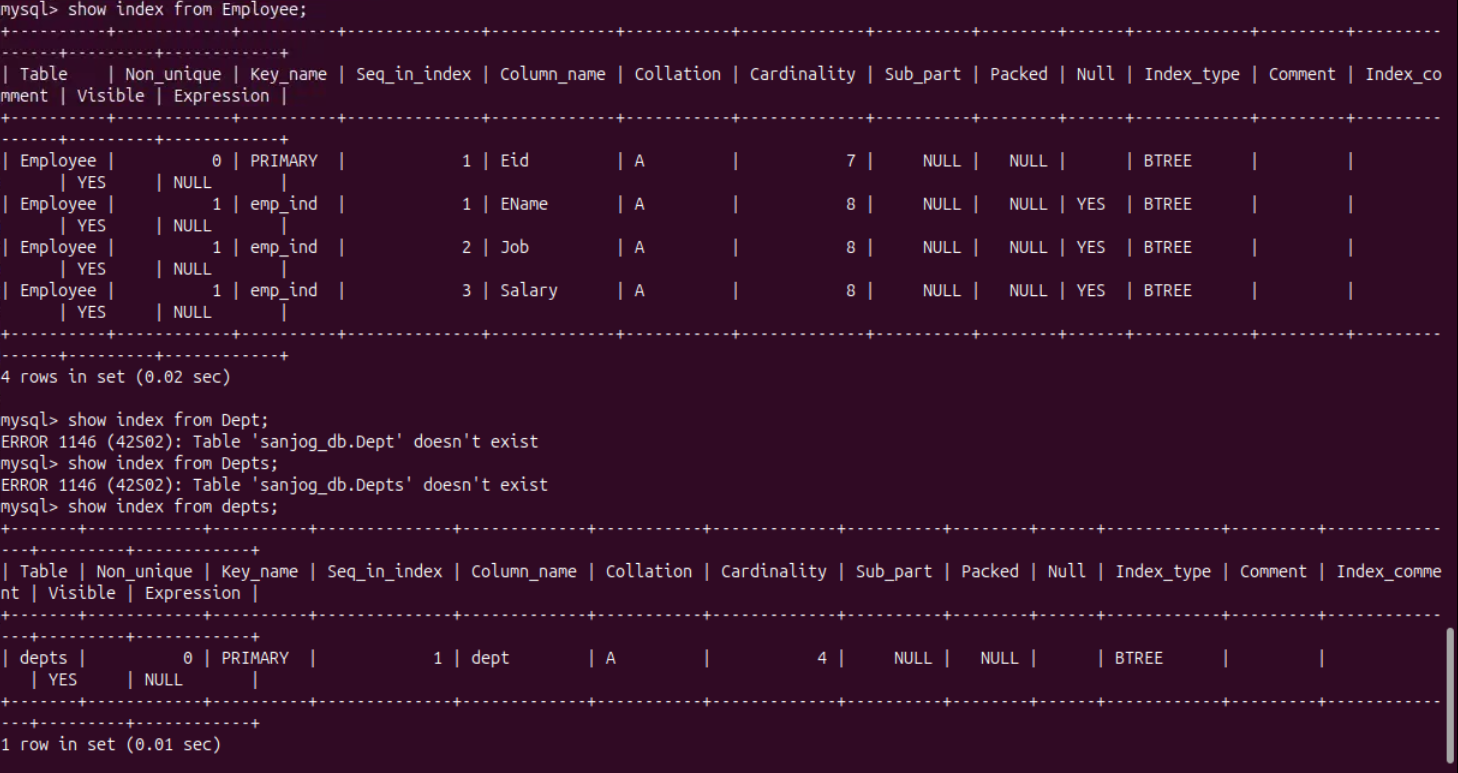 mysql> show index from Employee;
+----------+------------+----------+--------------+-------------+-----------+-------------+----------+--------+------+------------+---------+---------
------+---------+------------+
| Table    | Non_unique | Key_name | Seq_in_index | Column_name | Collation | Cardinality | Sub_part | Packed | Null | Index_type | Comment | Index_co
mment | Visible | Expression |
+----------+------------+----------+--------------+-------------+-----------+-------------+----------+--------+------+------------+---------+---------
------+---------+------------+
| Employee |          0 | PRIMARY  |            1 | Eid         | A         |           7 |     NULL |   NULL |      | BTREE      |         |
      | YES     | NULL       |
| Employee |          1 | emp_ind  |            1 | EName       | A         |           8 |     NULL |   NULL | YES  | BTREE      |         |
      | YES     | NULL       |
| Employee |          1 | emp_ind  |            2 | Job         | A         |           8 |     NULL |   NULL | YES  | BTREE      |         |
      | YES     | NULL       |
| Employee |          1 | emp_ind  |            3 | Salary      | A         |           8 |     NULL |   NULL | YES  | BTREE      |         |
      | YES     | NULL       |
+----------+------------+----------+--------------+-------------+-----------+-------------+----------+--------+------+------------+---------+---------
------+---------+------------+
4 rows in set (0.02 sec)
mysql> show index from Dept;
ERROR 1146 (42S02): Table 'sanjog_db.Dept' doesn't exist
mysql> show index from Depts;
ERROR 1146 (42S02): Table 'sanjog_db.Depts' doesn't exist
mysql> show index from depts;
+-------+------------+----------+--------------+-------------+-----------+-------------+----------+--------+------+------------+---------+------------
---+---------+------------+
| Table | Non_unique | Key_name | Seq_in_index | Column_name | Collation | Cardinality | Sub_part | Packed | Null | Index_type | Comment | Index_comme
nt | Visible | Expression |
+-------+------------+----------+--------------+-------------+-----------+-------------+----------+--------+------+------------+---------+------------
---+---------+------------+
| depts |          0 | PRIMARY  |            1 | dept        | A         |           4 |     NULL |   NULL |      | BTREE      |         |
   | YES     | NULL       |
+-------+------------+----------+--------------+-------------+-----------+-------------+----------+--------+------+------------+---------+------------
---+---------+------------+
1 row in set (0.01 sec)